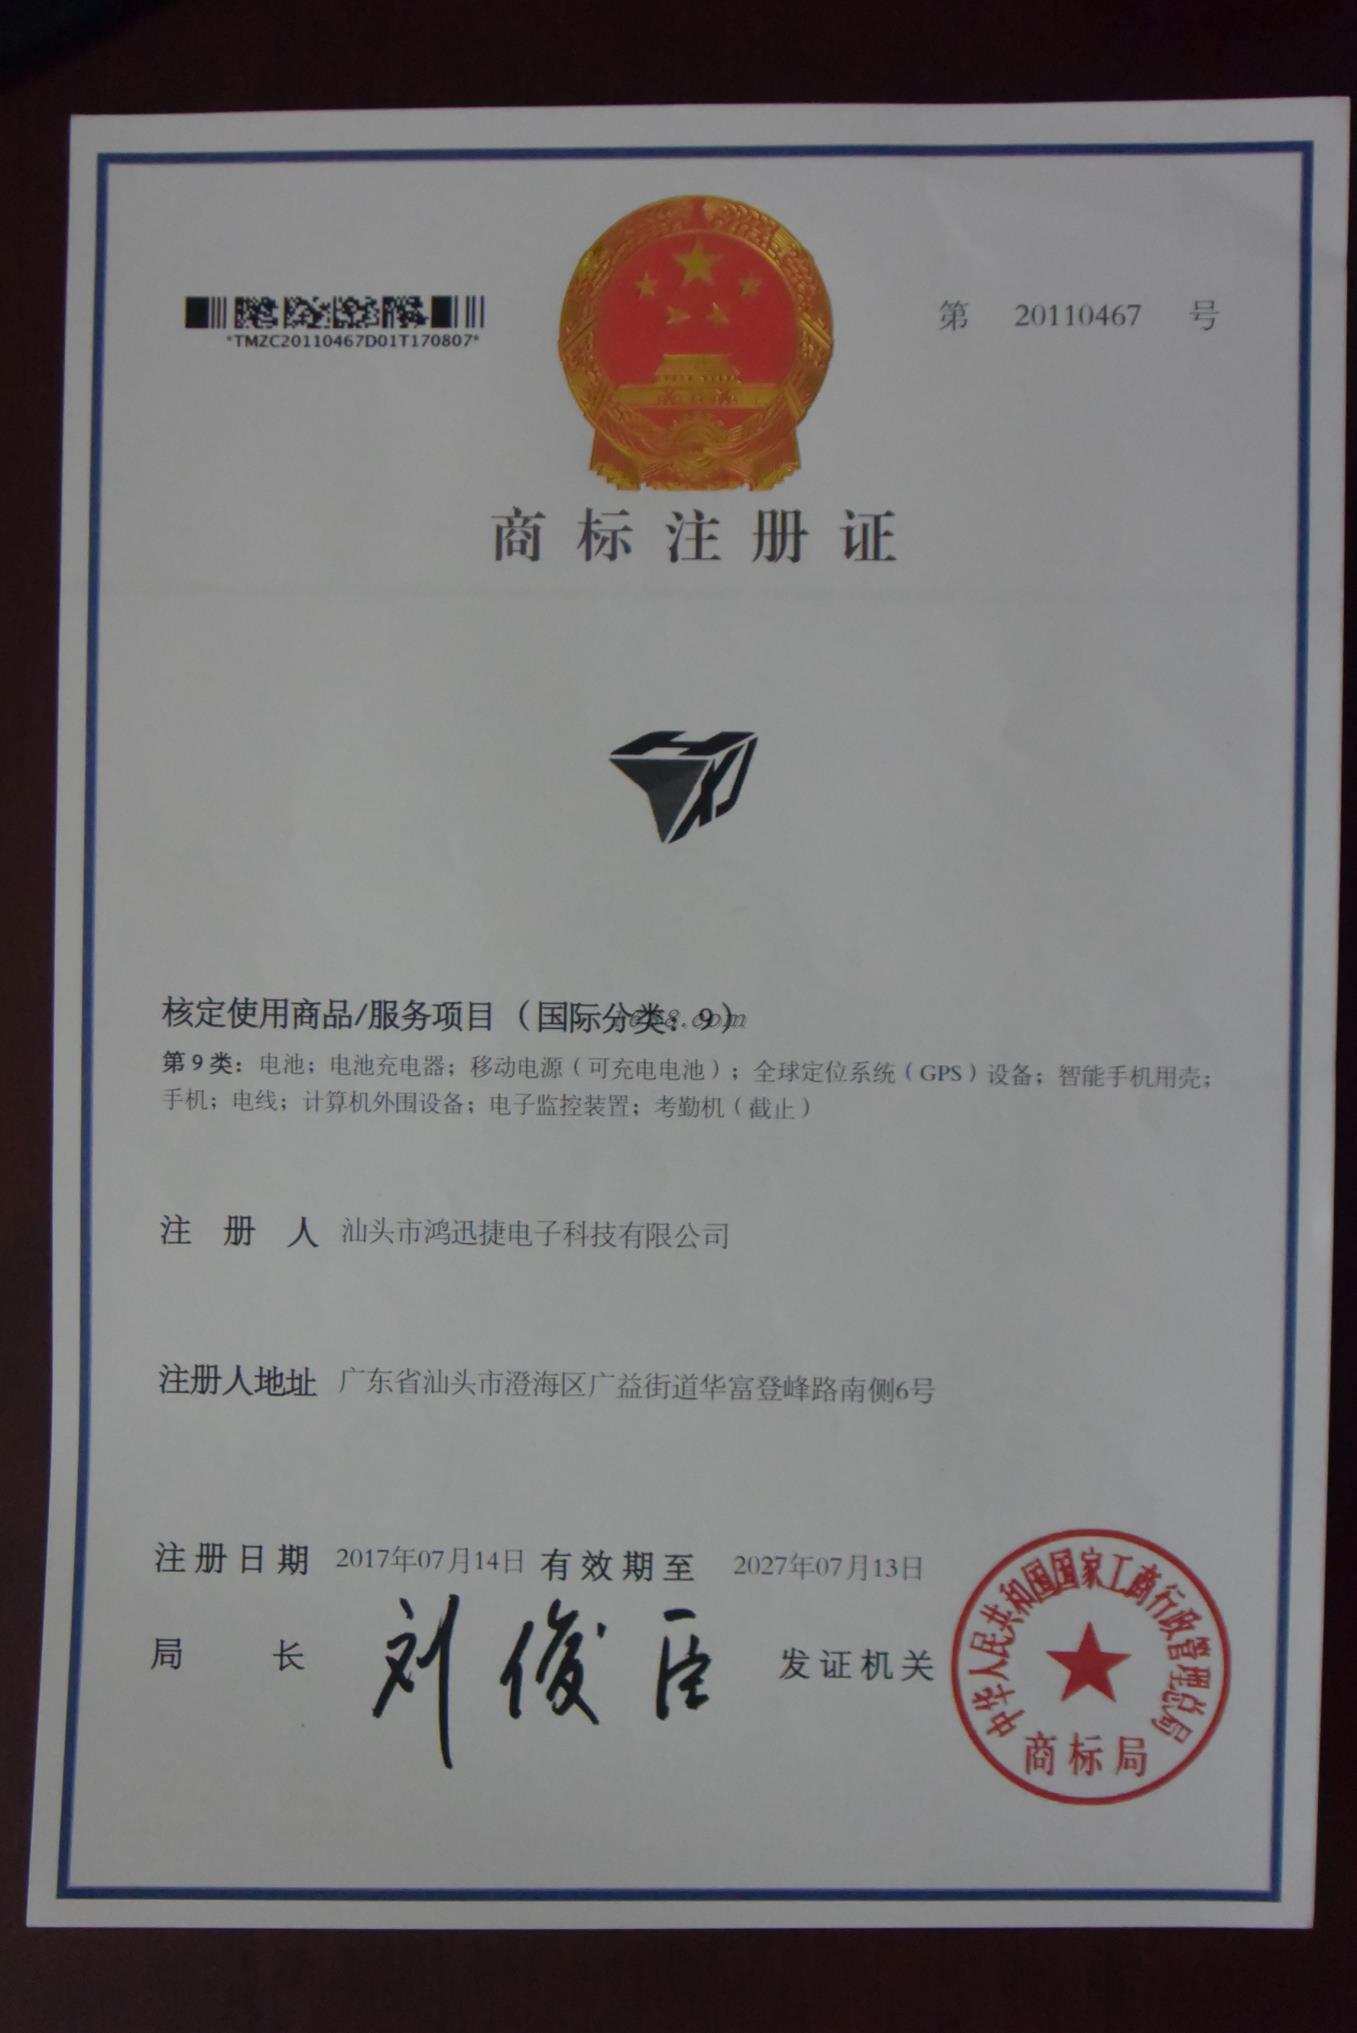 *TMZC20110467D01T170807*
第 20110467 号
商标注册证
HXJ
核定使用商品/服务项目（国际分类：9）
第9类：电池；电池充电器；移动电源（可充电电池）；全球定位系统（GPS）设备；智能手机用壳；
手机；电线；计算机外围设备；电子监控装置；考勤机（截止）
注册人 汕头市鸿迅捷电子科技有限公司
注册人地址 广东省汕头市澄海区广益街道华富登峰路南侧6号
注册日期 2017年07月14日 有效期至 2027年07月13日
局长 刘俊臣 发证机关
中华人民共和国国家工商行政管理总局
商标局